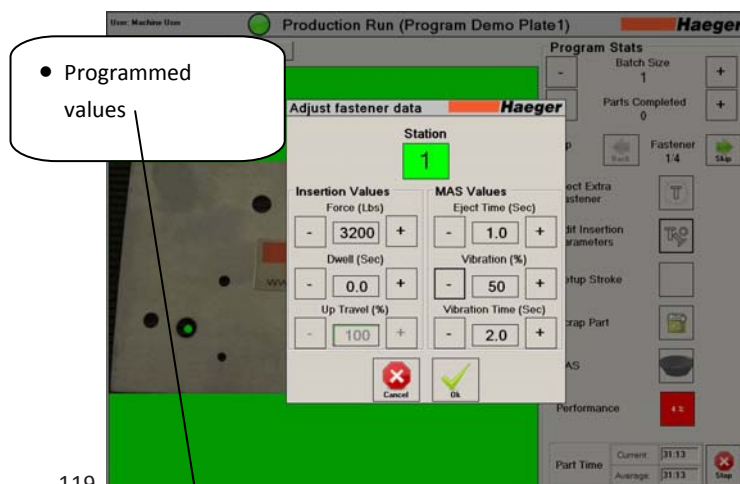 User: Machine User
Production Run (Program Demo Plate1)
Haeger
• Programmed
values
Program Stats
Batch Size
-
1
+
Parts Completed
0
+
Back
Fastener
1/4
Skip
Adjust fastener data
Haeger
Station
1
Insertion Values
Force (Lbs)
- 3200 +
Dwell (Sec)
- 0.0 +
Up Travel (%)
- 100 +
MAS Values
Eject Time (Sec)
- 1.0 +
Vibration (%)
- 50 +
Vibration Time (Sec)
- 2.0 +
Cancel
Ok
ect Extra
astener
dit Insertion
arameters
etup Stroke
crap Part
AS
Performance
Part Time
Current: 31:13
Average: 31:13
Stop
119